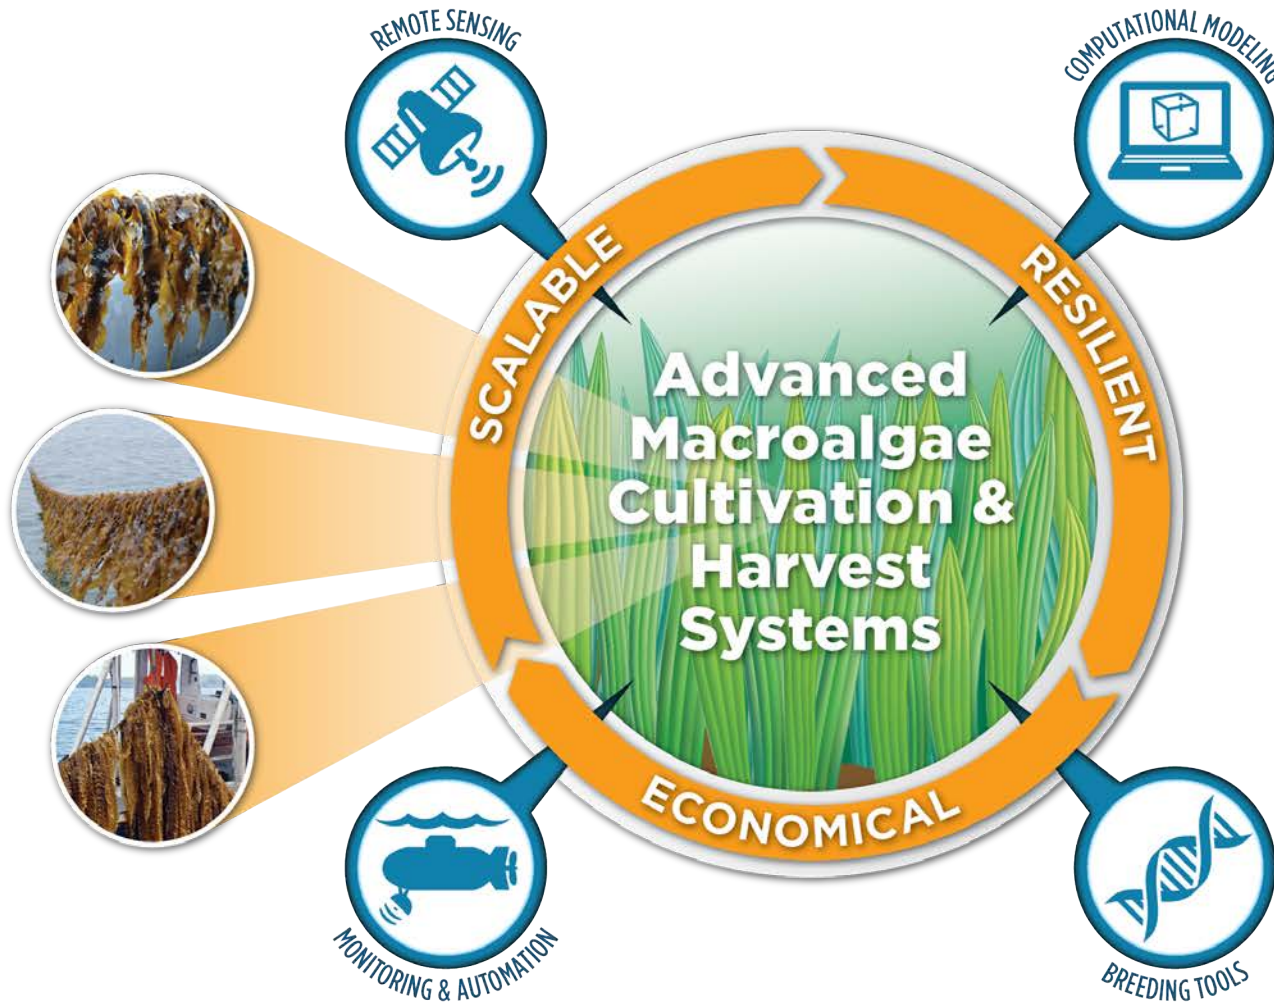 REMOTE SENSING
COMPUTATIONAL MODELING
SCALABLE
RESILIENT
Advanced
Macroalgae
Cultivation &
Harvest
Systems
ECONOMICAL
MONITORING & AUTOMATION
BREEDING TOOLS